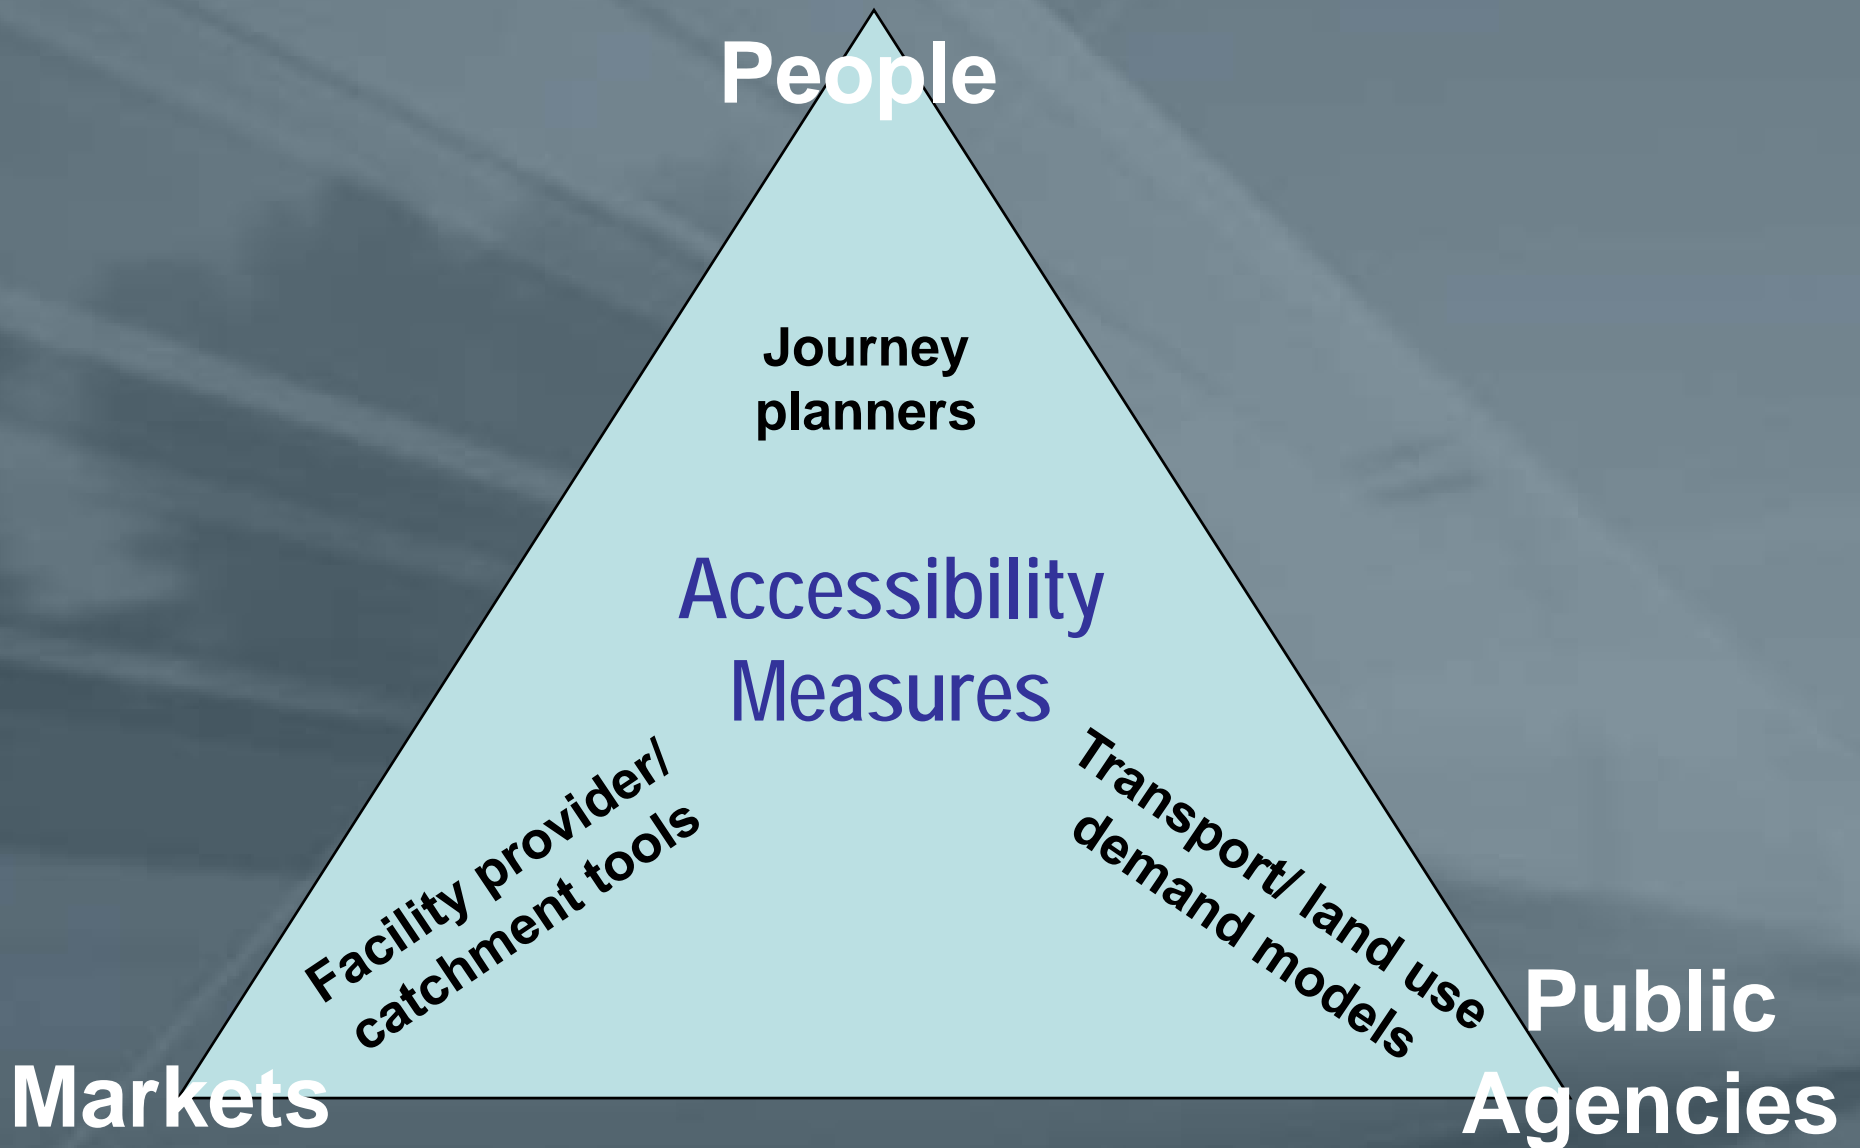 People
Journey
planners
Accessibility
Measures
Facility provider/
catchment tools
Transport/ land use
demand models
Markets
Public
Agencies